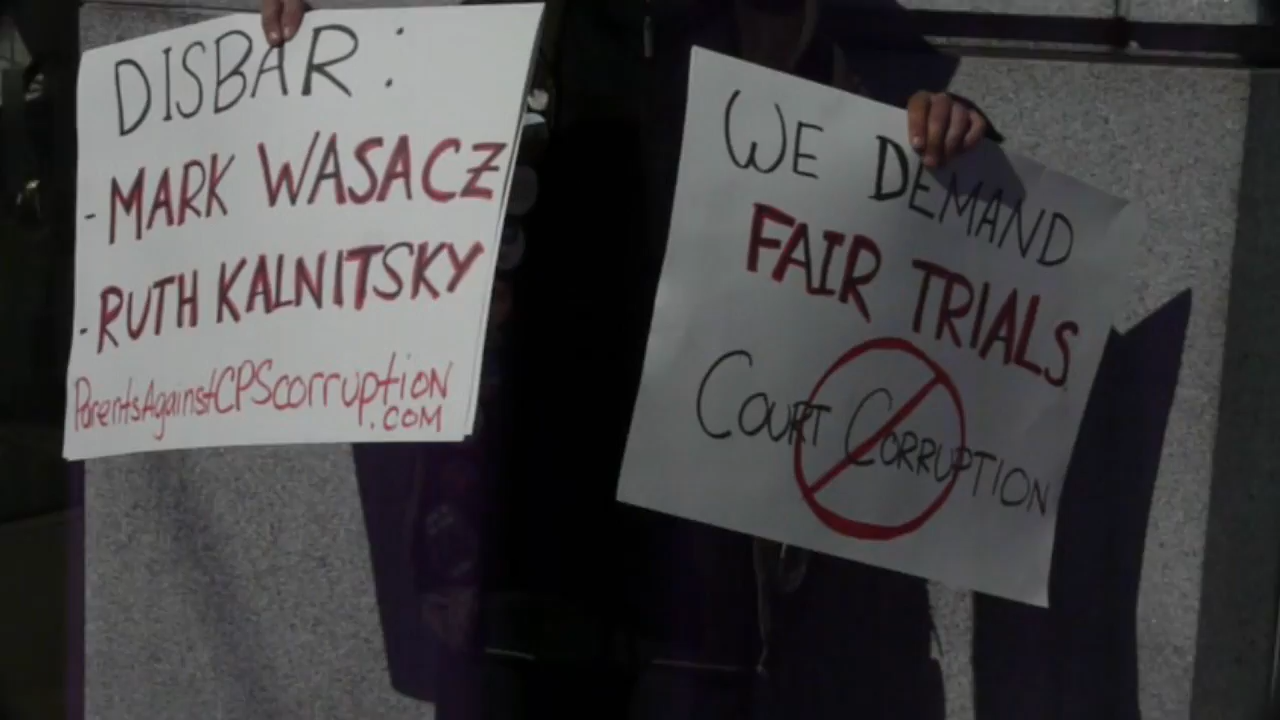 DISBAR:
- MARK WASACZ
- RUTH KALNITSKY
ParentsAgainstCPScorruption
.COM
WE DEMAND
FAIR TRIALS
COURT CORRUPTION